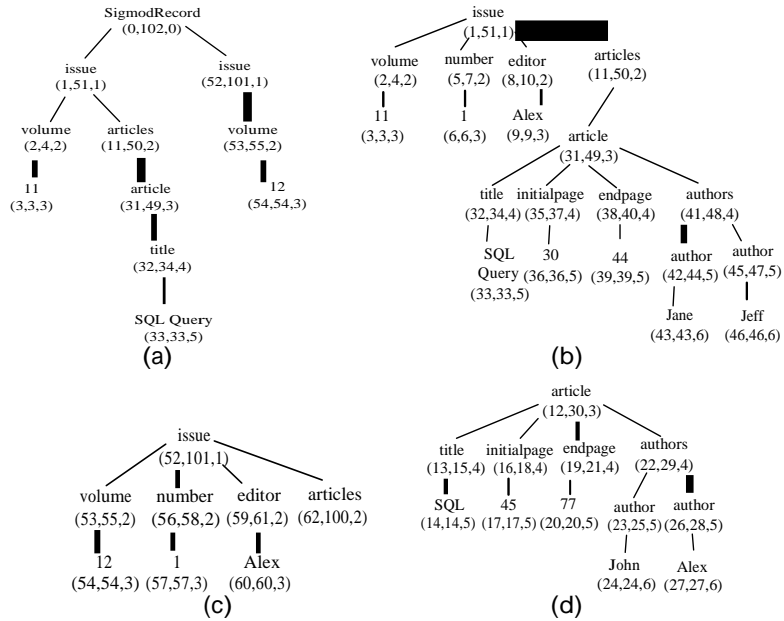 SigmodRecord
(0,102,0)
issue
(1,51,1)
issue
(52,101,1)
volume
(2,4,2)
articles
(11,50,2)
volume
(53,55,2)
11
(3,3,3)
article
(31,49,3)
12
(54,54,3)
title
(32,34,4)
SQL Query
(33,33,5)
(a)
issue
(1,51,1)
volume
(2,4,2)
number
(5,7,2)
editor
(8,10,2)
articles
(11,50,2)
11
(3,3,3)
1
(6,6,3)
Alex
(9,9,3)
article
(31,49,3)
title
(32,34,4)
initialpage
(35,37,4)
endpage
(38,40,4)
authors
(41,48,4)
SQL
Query
(33,33,5)
30
(36,36,5)
44
(39,39,5)
author
(42,44,5)
author
(45,47,5)
Jane
(43,43,6)
Jeff
(46,46,6)
(b)
issue
(52,101,1)
volume
(53,55,2)
number
(56,58,2)
editor
(59,61,2)
articles
(62,100,2)
12
(54,54,3)
1
(57,57,3)
Alex
(60,60,3)
(c)
article
(12,30,3)
title
(13,15,4)
initialpage
(16,18,4)
endpage
(19,21,4)
authors
(22,29,4)
SQL
(14,14,5)
45
(17,17,5)
77
(20,20,5)
author
(23,25,5)
author
(26,28,5)
John
(24,24,6)
Alex
(27,27,6)
(d)